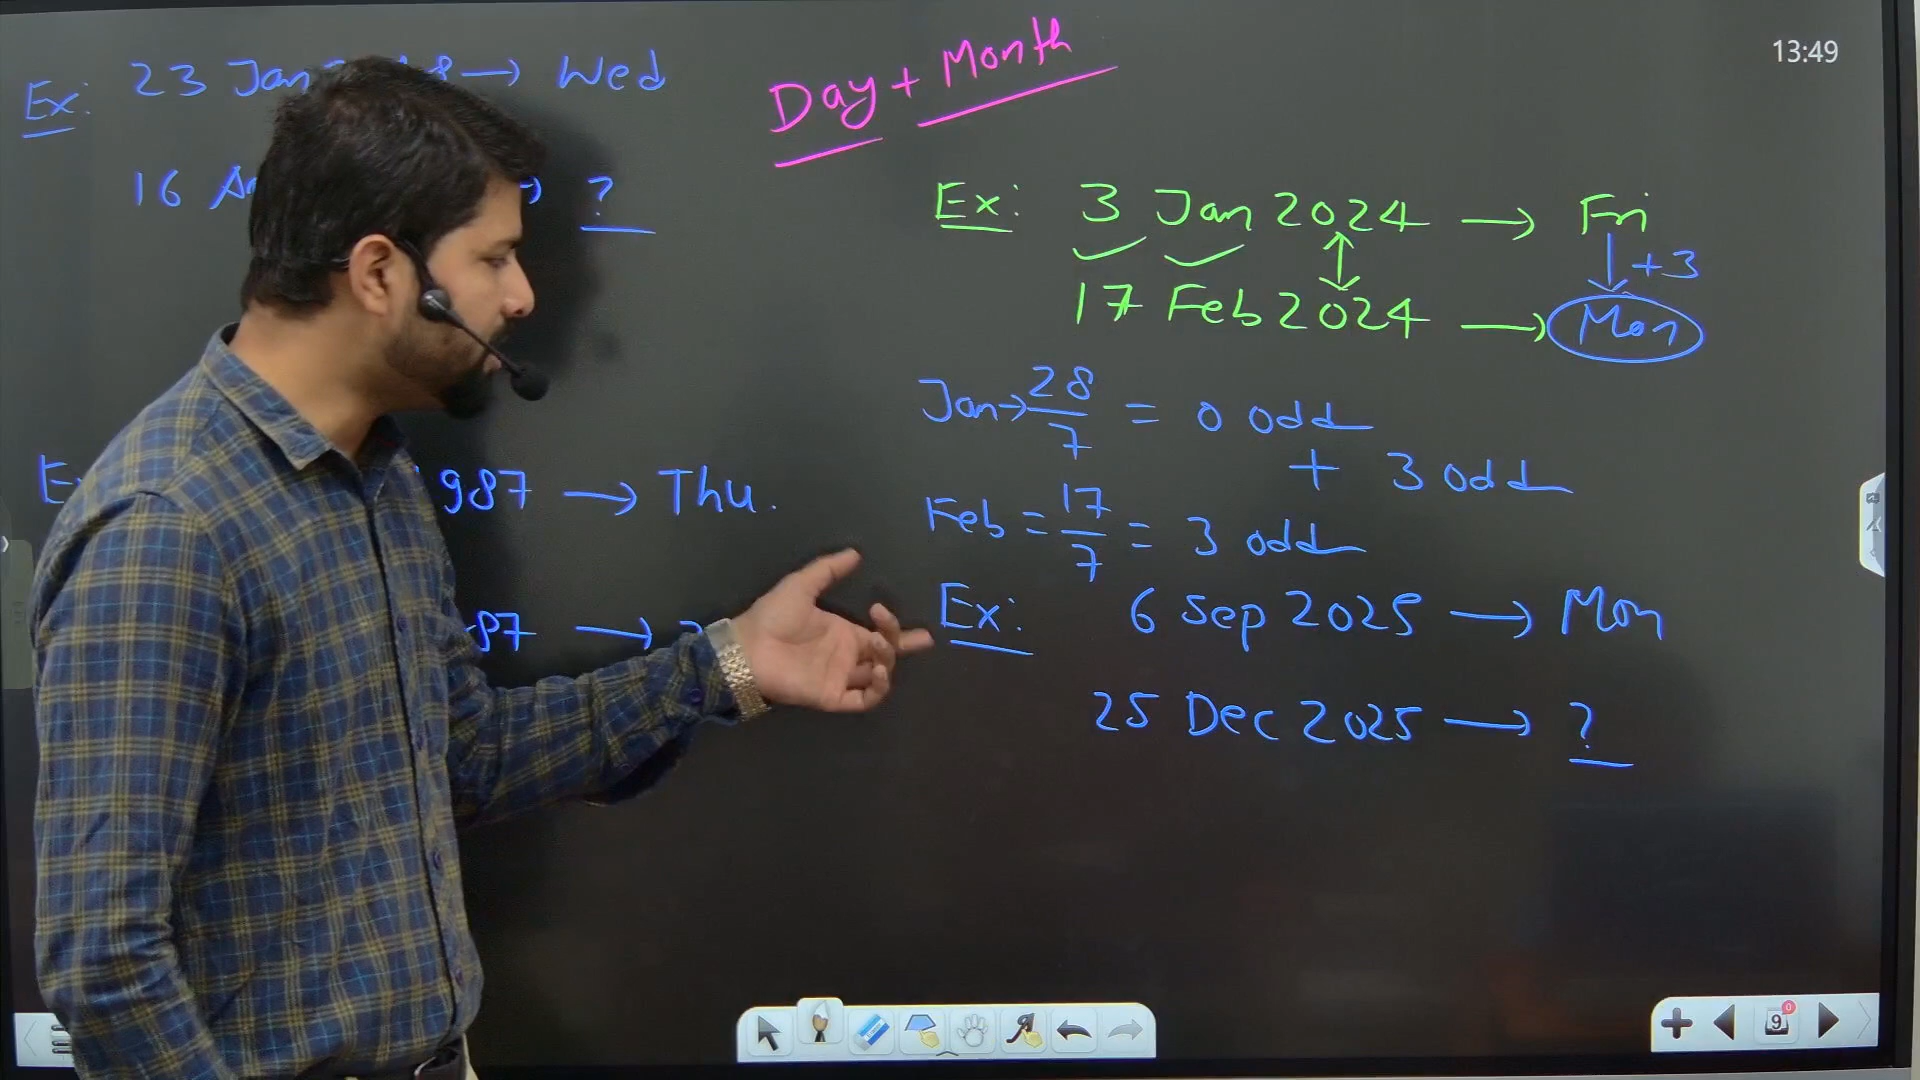 Ex: 23 Jan → Wed
16 → ?
987 → Thu.
87 → ?
Day + Month
13:49
Ex: 3 Jan 2024 → Fri
+3
17 Feb 2024 → Mon
Jan → 28/7 = 0 odd
+ 3 odd
Feb = 17/7 = 3 odd
Ex: 6 Sep 2025 → Mon
25 Dec 2025 → ?
9
0